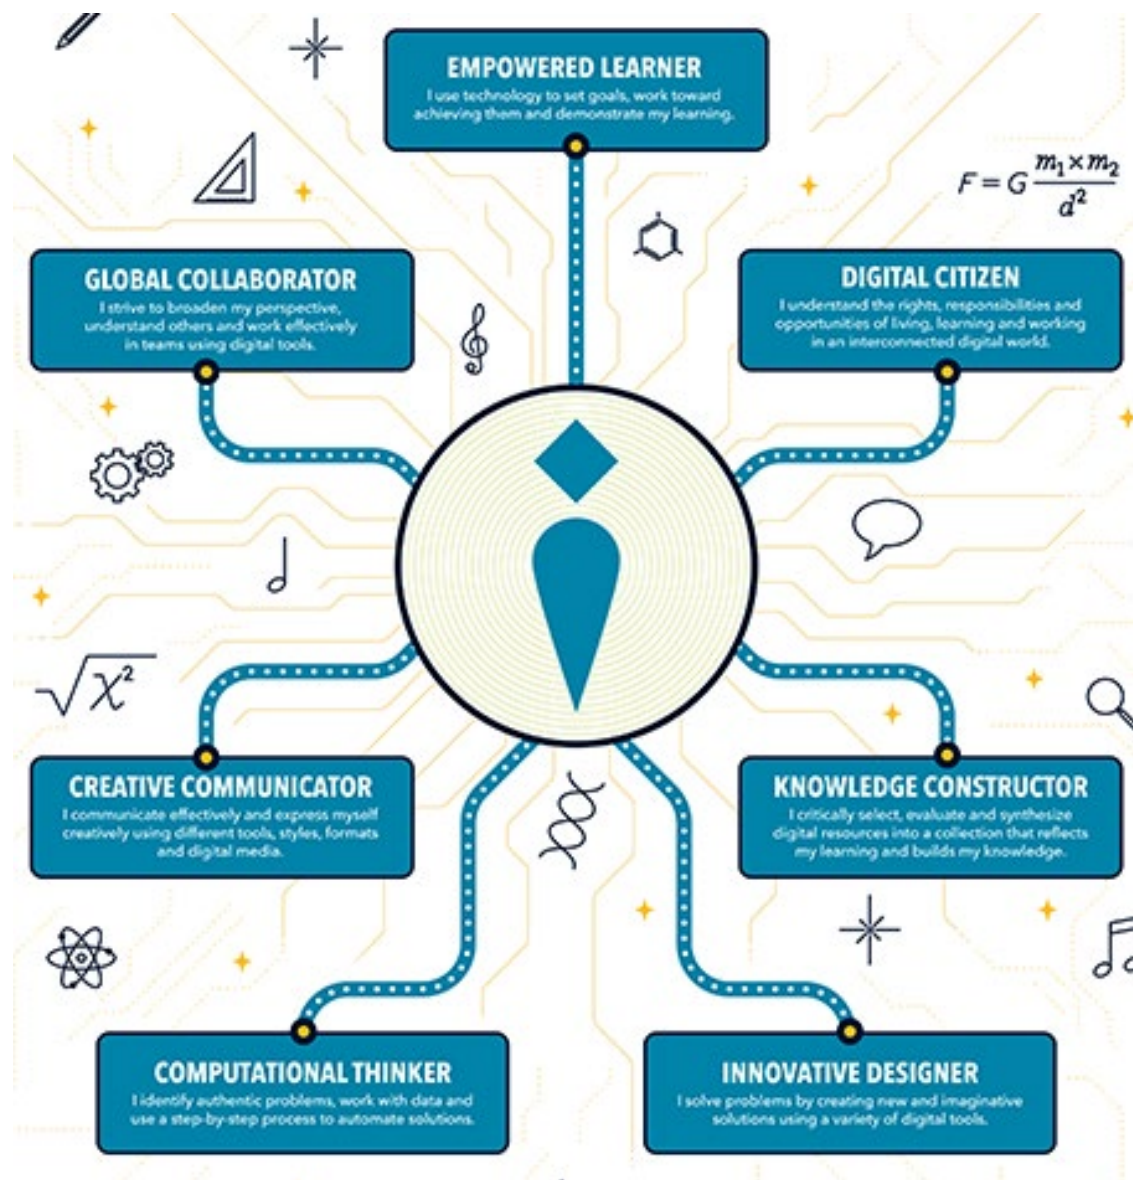 EMPOWERED LEARNER
I use technology to set goals, work toward
achieving them and demonstrate my learning.
F = G m₁ × m₂ / d²
GLOBAL COLLABORATOR
I strive to broaden my perspective,
understand others and work effectively
in teams using digital tools.
DIGITAL CITIZEN
I understand the rights, responsibilities and
opportunities of living, learning and working
in an interconnected digital world.
√x²
CREATIVE COMMUNICATOR
I communicate effectively and express myself
creatively using different tools, styles, formats
and digital media.
KNOWLEDGE CONSTRUCTOR
I critically select, evaluate and synthesize
digital resources into a collection that reflects
my learning and builds my knowledge.
COMPUTATIONAL THINKER
I identify authentic problems, work with data and
use a step-by-step process to automate solutions.
INNOVATIVE DESIGNER
I solve problems by creating new and imaginative
solutions using a variety of digital tools.